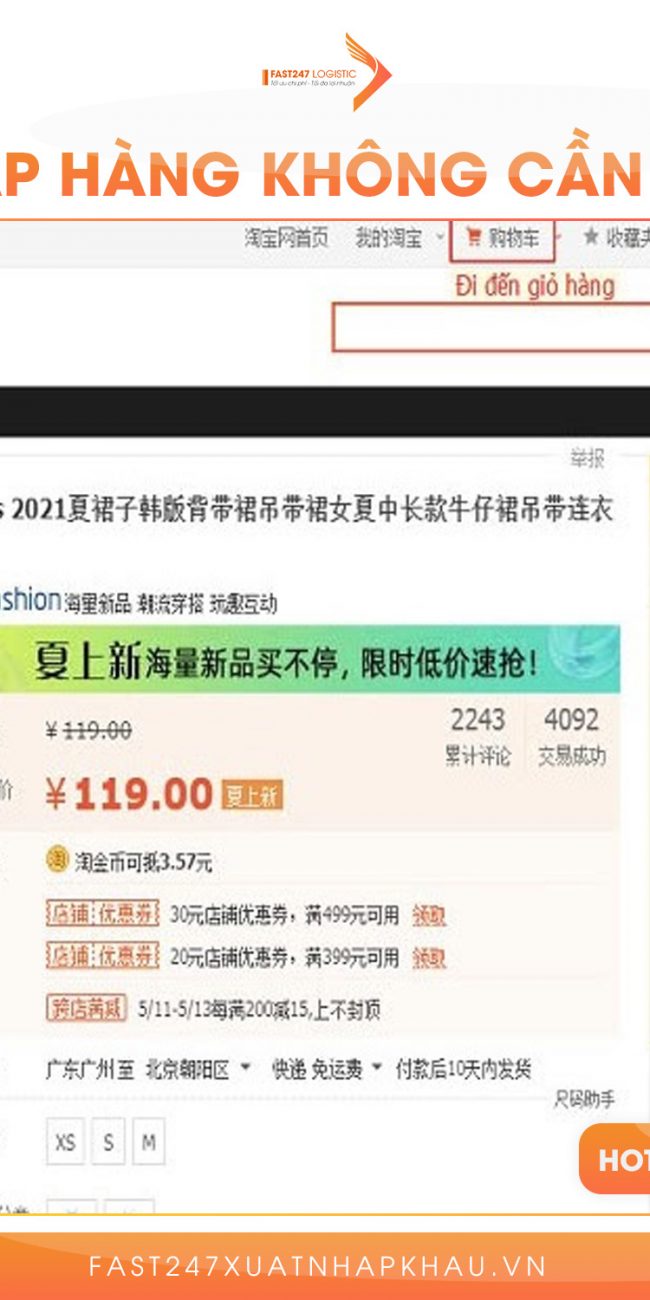 FAST247 LOGISTIC
Tối ưu chi phí - Tối đa lợi nhuận
ẬP HÀNG KHÔNG CẦN
淘宝网首页 我的淘宝 购物车 收藏夹
Đi đến giỏ hàng
举报
s 2021夏裙子韩版背带裙吊带裙女夏中长款牛仔裙吊带连衣
shion 海里新品 潮流穿搭 玩趣互动
夏上新 海量新品买不停，限时低价速抢！
¥ 119.00
2243 4092
累计评论 交易成功
价 ¥ 119.00 夏上新
淘金币可抵3.57元
店铺优惠券 30元店铺优惠券，满499元可用 领取
店铺优惠券 20元店铺优惠券，满399元可用 领取
跨店满减 5/11-5/13每满200减15,上不封顶
广东广州 至 北京朝阳区 快递 免运费 付款后10天内发货
尺码助手
XS S M
HOT
FAST247XUATNHAPKHAU.VN